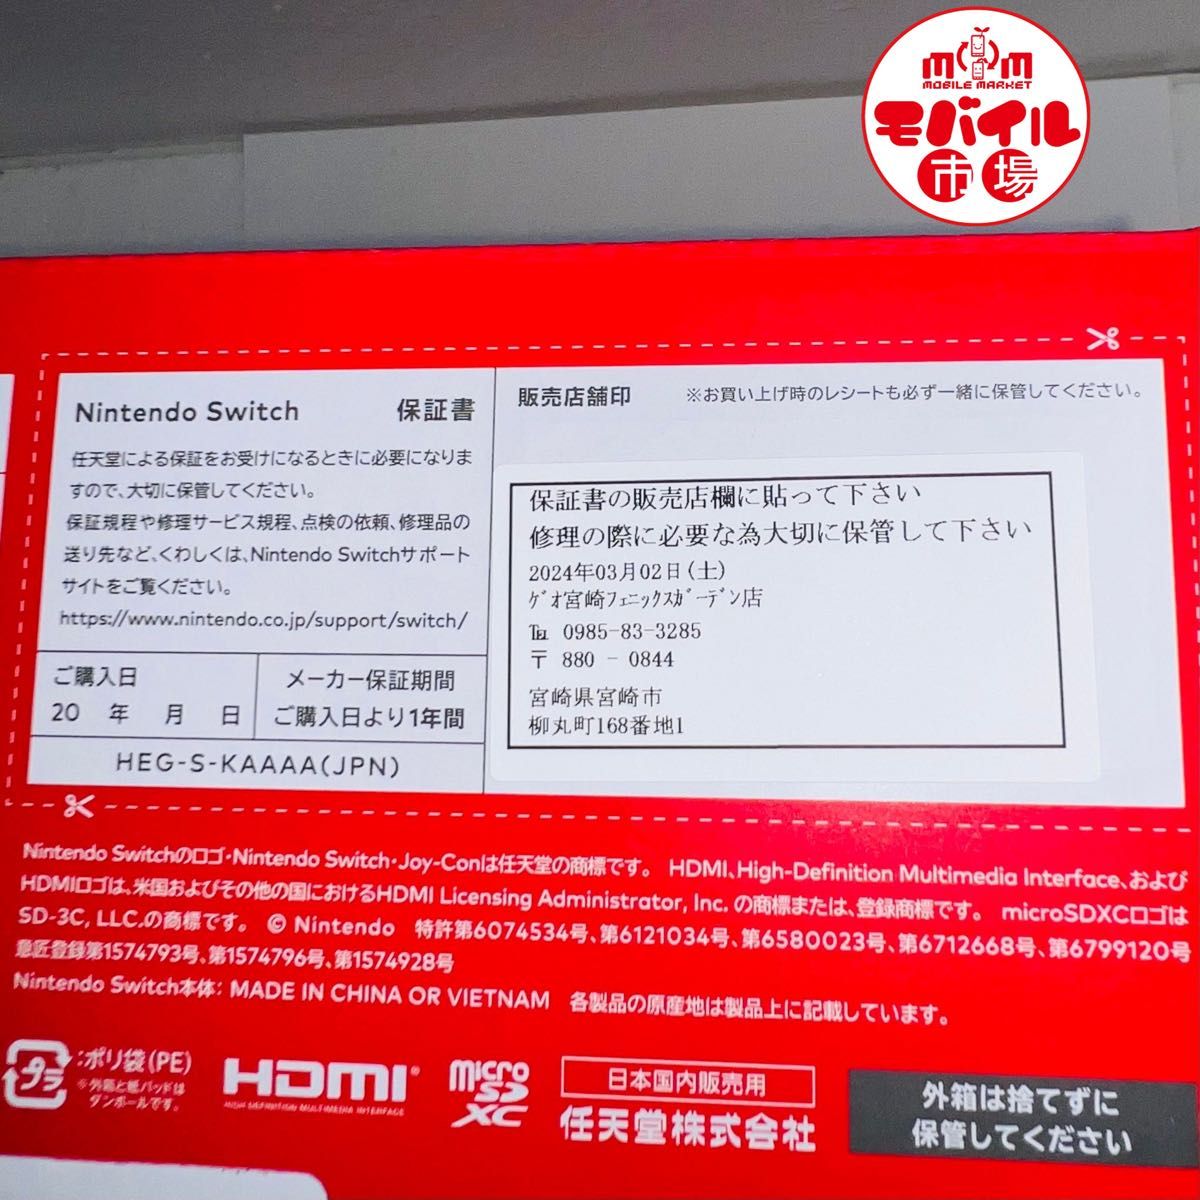 MOM
MOBILE MARKET
モバイル
市場
Nintendo Switch 保証書
任天堂による保証をお受けになるときに必要になりま
すので、大切に保管してください。
保証規程や修理サービス規程、点検の依頼、修理品の
送り先など、くわしくは、Nintendo Switchサポート
サイトをご覧ください。
https://www.nintendo.co.jp/support/switch/
ご購入日
20 年 月 日
メーカー保証期間
ご購入日より1年間
HEG-S-KAAAA(JPN)
販売店舗印 ※お買い上げ時のレシートも必ず一緒に保管してください。
保証書の販売店欄に貼って下さい
修理の際に必要な為大切に保管して下さい
2024年03月02日(土)
ｹﾞｵ宮崎ﾌｪﾆｯｸｽｶﾞｰﾃﾞﾝ店
℡ 0985-83-3285
〒 880 - 0844
宮崎県宮崎市
柳丸町168番地1
Nintendo Switchのロゴ・Nintendo Switch・Joy-Conは任天堂の商標です。 HDMI、High-Definition Multimedia Interface、および
HDMIロゴは、米国およびその他の国におけるHDMI Licensing Administrator, Inc. の商標または、登録商標です。 microSDXCロゴは
SD-3C, LLC.の商標です。 © Nintendo 特許第6074534号、第6121034号、第6580023号、第6712668号、第6799120号
意匠登録第1574793号、第1574796号、第1574928号
Nintendo Switch本体: MADE IN CHINA OR VIETNAM 各製品の原産地は製品上に記載しています。
プラ
:ポリ袋(PE)
※外箱と紙パッドは
ダンボールです。
HDMI®
HIGH-DEFINITION MULTIMEDIA INTERFACE
micro
SD
XC
日本国内販売用
任天堂株式会社
外箱は捨てずに
保管してください